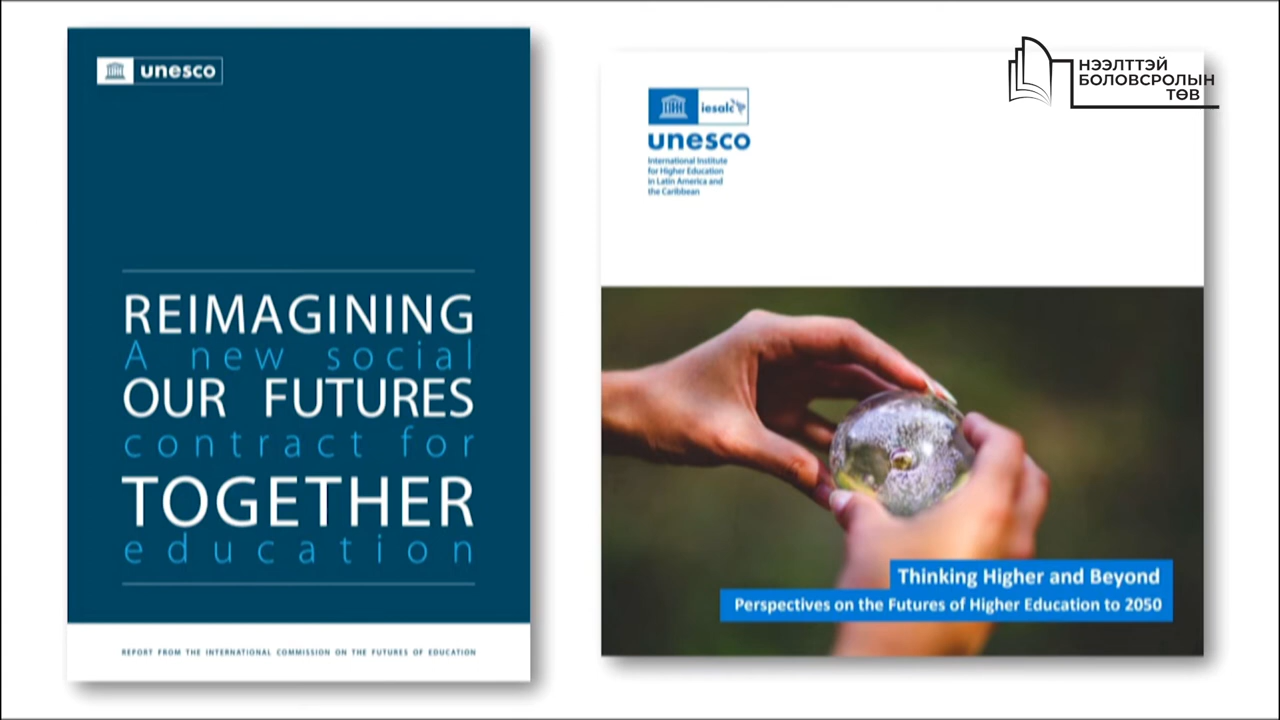 unesco
REIMAGINING
A new social
OUR FUTURES
contract for
TOGETHER
education
REPORT FROM THE INTERNATIONAL COMMISSION ON THE FUTURES OF EDUCATION
iesalc
unesco
International Institute
for Higher Education
in Latin America and
the Caribbean
Thinking Higher and Beyond
Perspectives on the Futures of Higher Education to 2050
НЭЭЛТТЭЙ
БОЛОВСРОЛЫН
ТӨВ